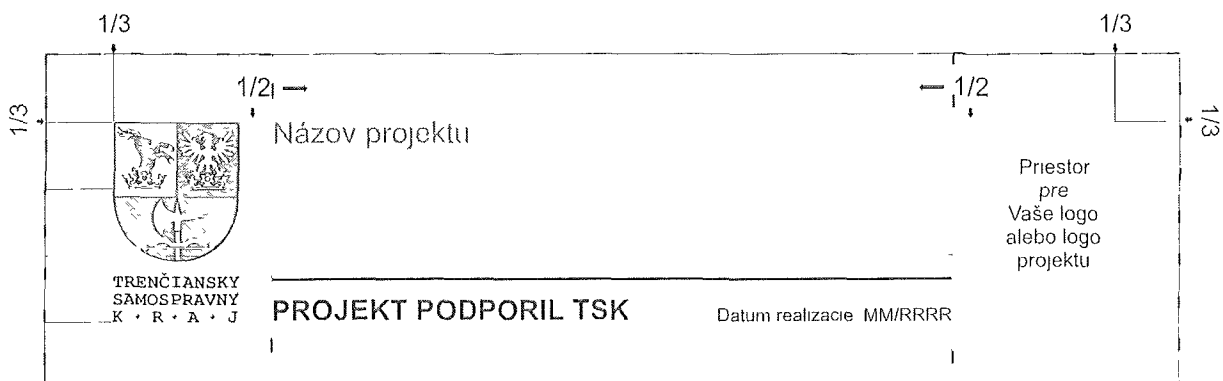 1/3
1/3
1/2
1/2
1/3
1/3
Názov projektu
Priestor
pre
Vaše logo
alebo logo
projektu
TRENČIANSKY
SAMOSPRAVNY
K • R • A • J
PROJEKT PODPORIL TSK
Datum realizacie MM/RRRR